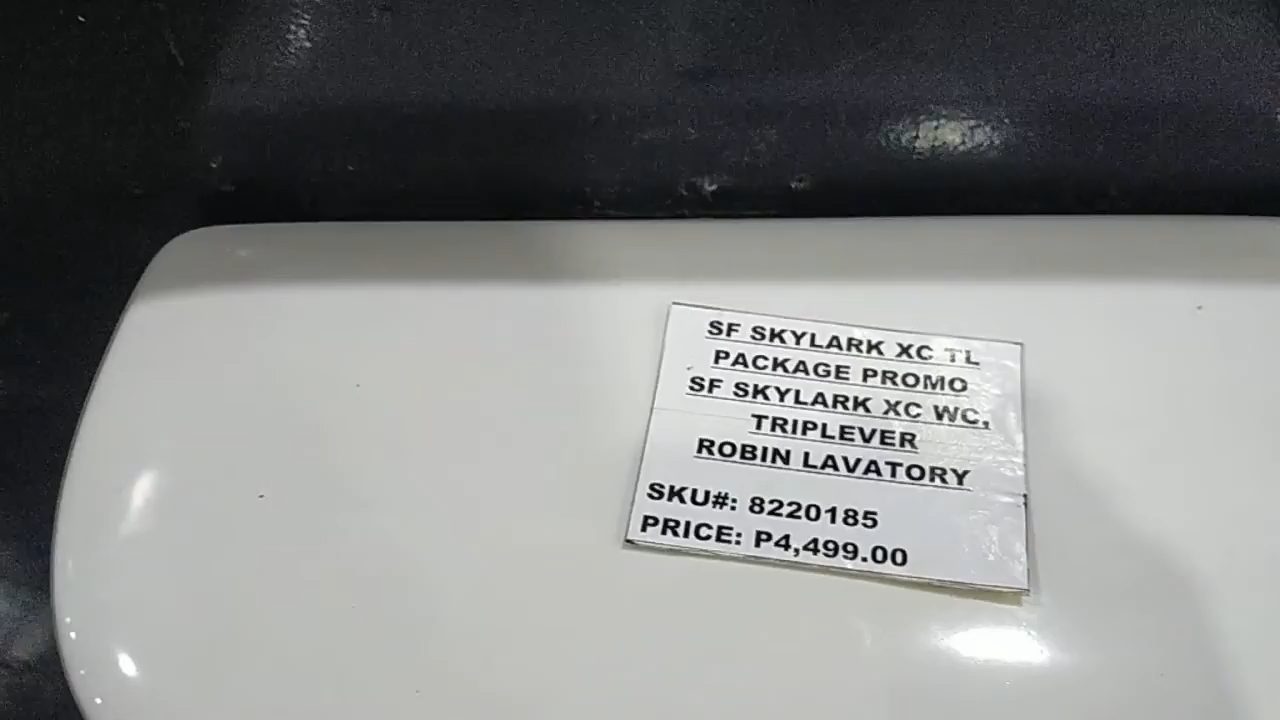 SF SKYLARK XC TL
PACKAGE PROMO
SF SKYLARK XC WC,
TRIPLEVER
ROBIN LAVATORY
SKU#: 8220185
PRICE: P4,499.00